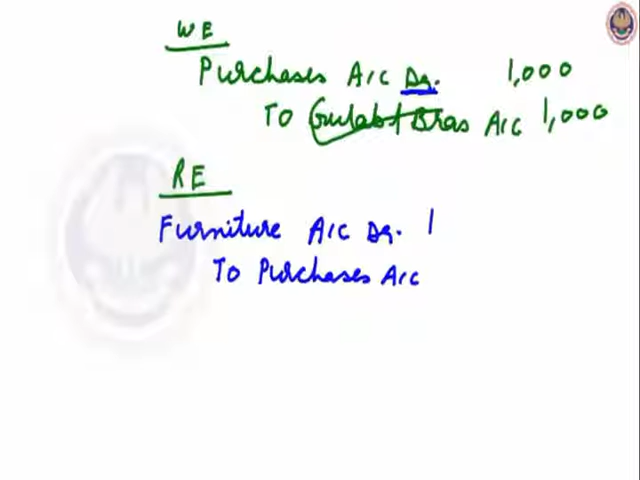 WE
Purchases A/C Dr. 1,000
To Gulab Bros A/C 1,000
RE
Furniture A/C Dr. 1
To Purchases A/C